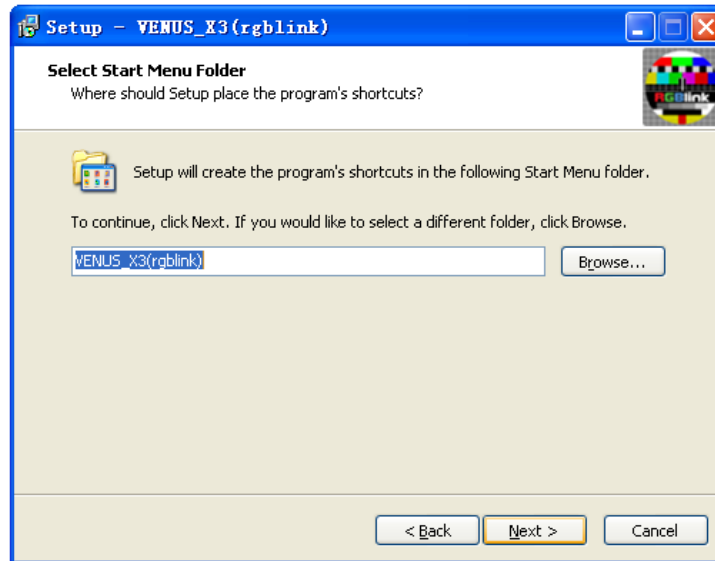 Setup - VENUS_X3(rgblink)
Select Start Menu Folder
Where should Setup place the program's shortcuts?
RGBlink
Setup will create the program's shortcuts in the following Start Menu folder.
To continue, click Next. If you would like to select a different folder, click Browse.
VENUS_X3(rgblink)
Browse...
< Back
Next >
Cancel